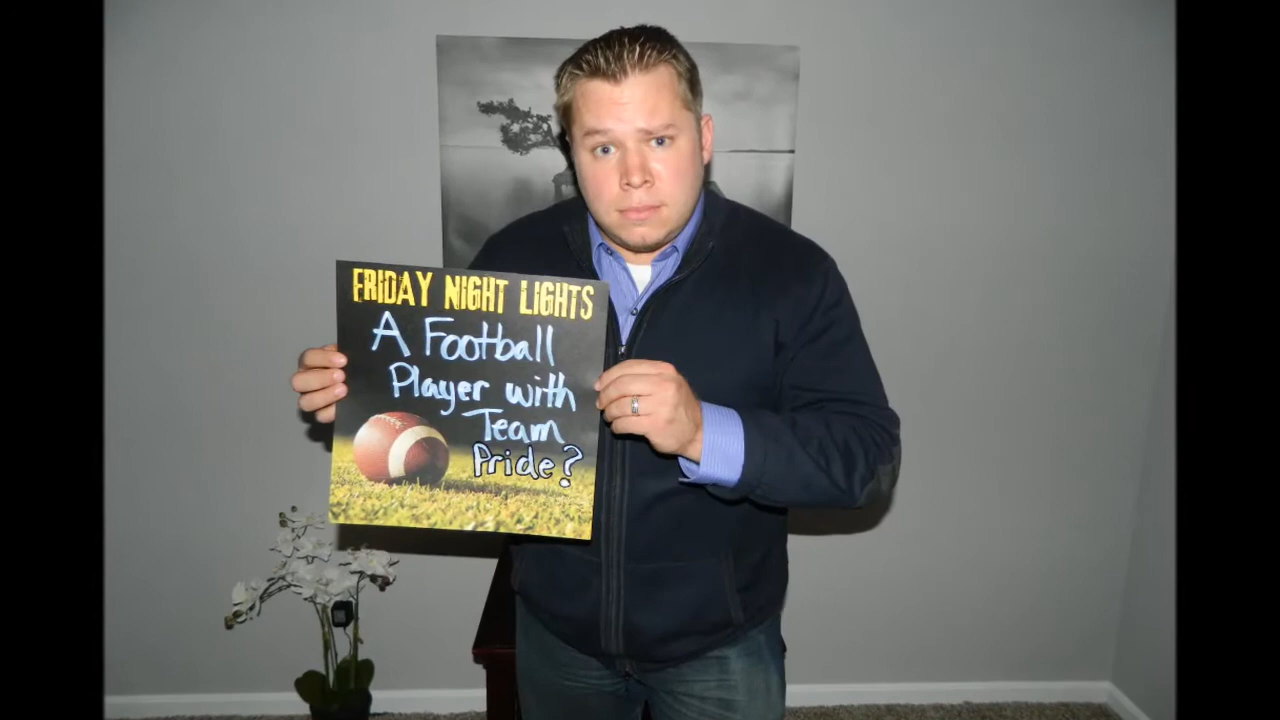 FRIDAY NIGHT LIGHTS
A Football
Player with
Team
Pride?